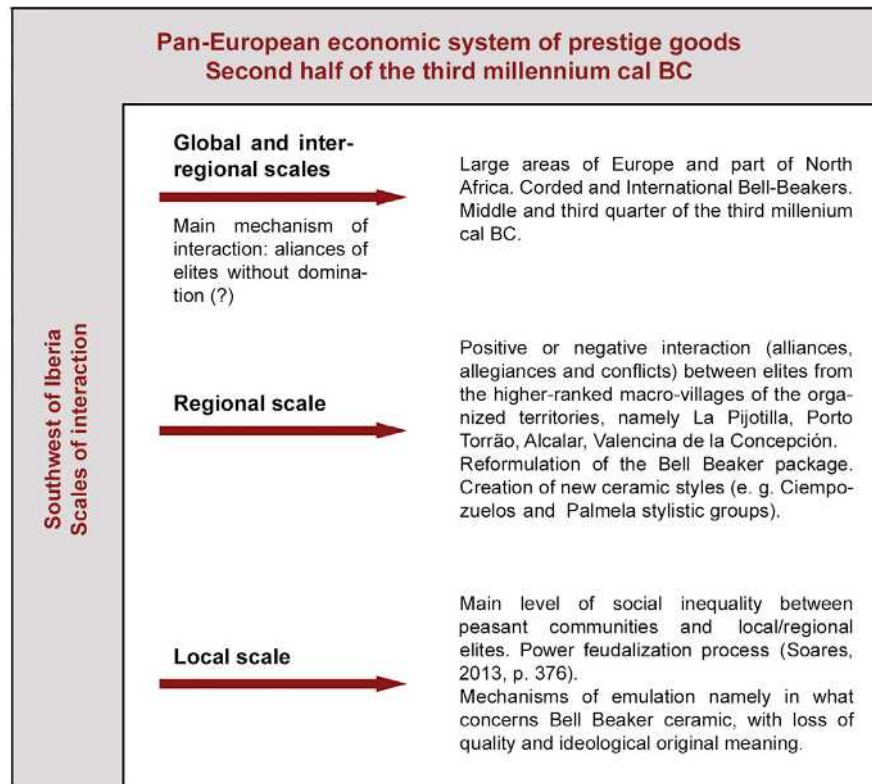 Pan-European economic system of prestige goods
Second half of the third millennium cal BC
Southwest of Iberia
Scales of interaction
Global and inter-
regional scales
Main mechanism of
interaction: aliances of
elites without domina-
tion (?)
Large areas of Europe and part of North
Africa. Corded and International Bell-Beakers.
Middle and third quarter of the third millenium
cal BC.
Regional scale
Positive or negative interaction (alliances,
allegiances and conflicts) between elites from
the higher-ranked macro-villages of the orga-
nized territories, namely La Pijotilla, Porto
Torrão, Alcalar, Valencina de la Concepción.
Reformulation of the Bell Beaker package.
Creation of new ceramic styles (e. g. Ciempo-
zuelos and Palmela stylistic groups).
Local scale
Main level of social inequality between
peasant communities and local/regional
elites. Power feudalization process (Soares,
2013, p. 376).
Mechanisms of emulation namely in what
concerns Bell Beaker ceramic, with loss of
quality and ideological original meaning.